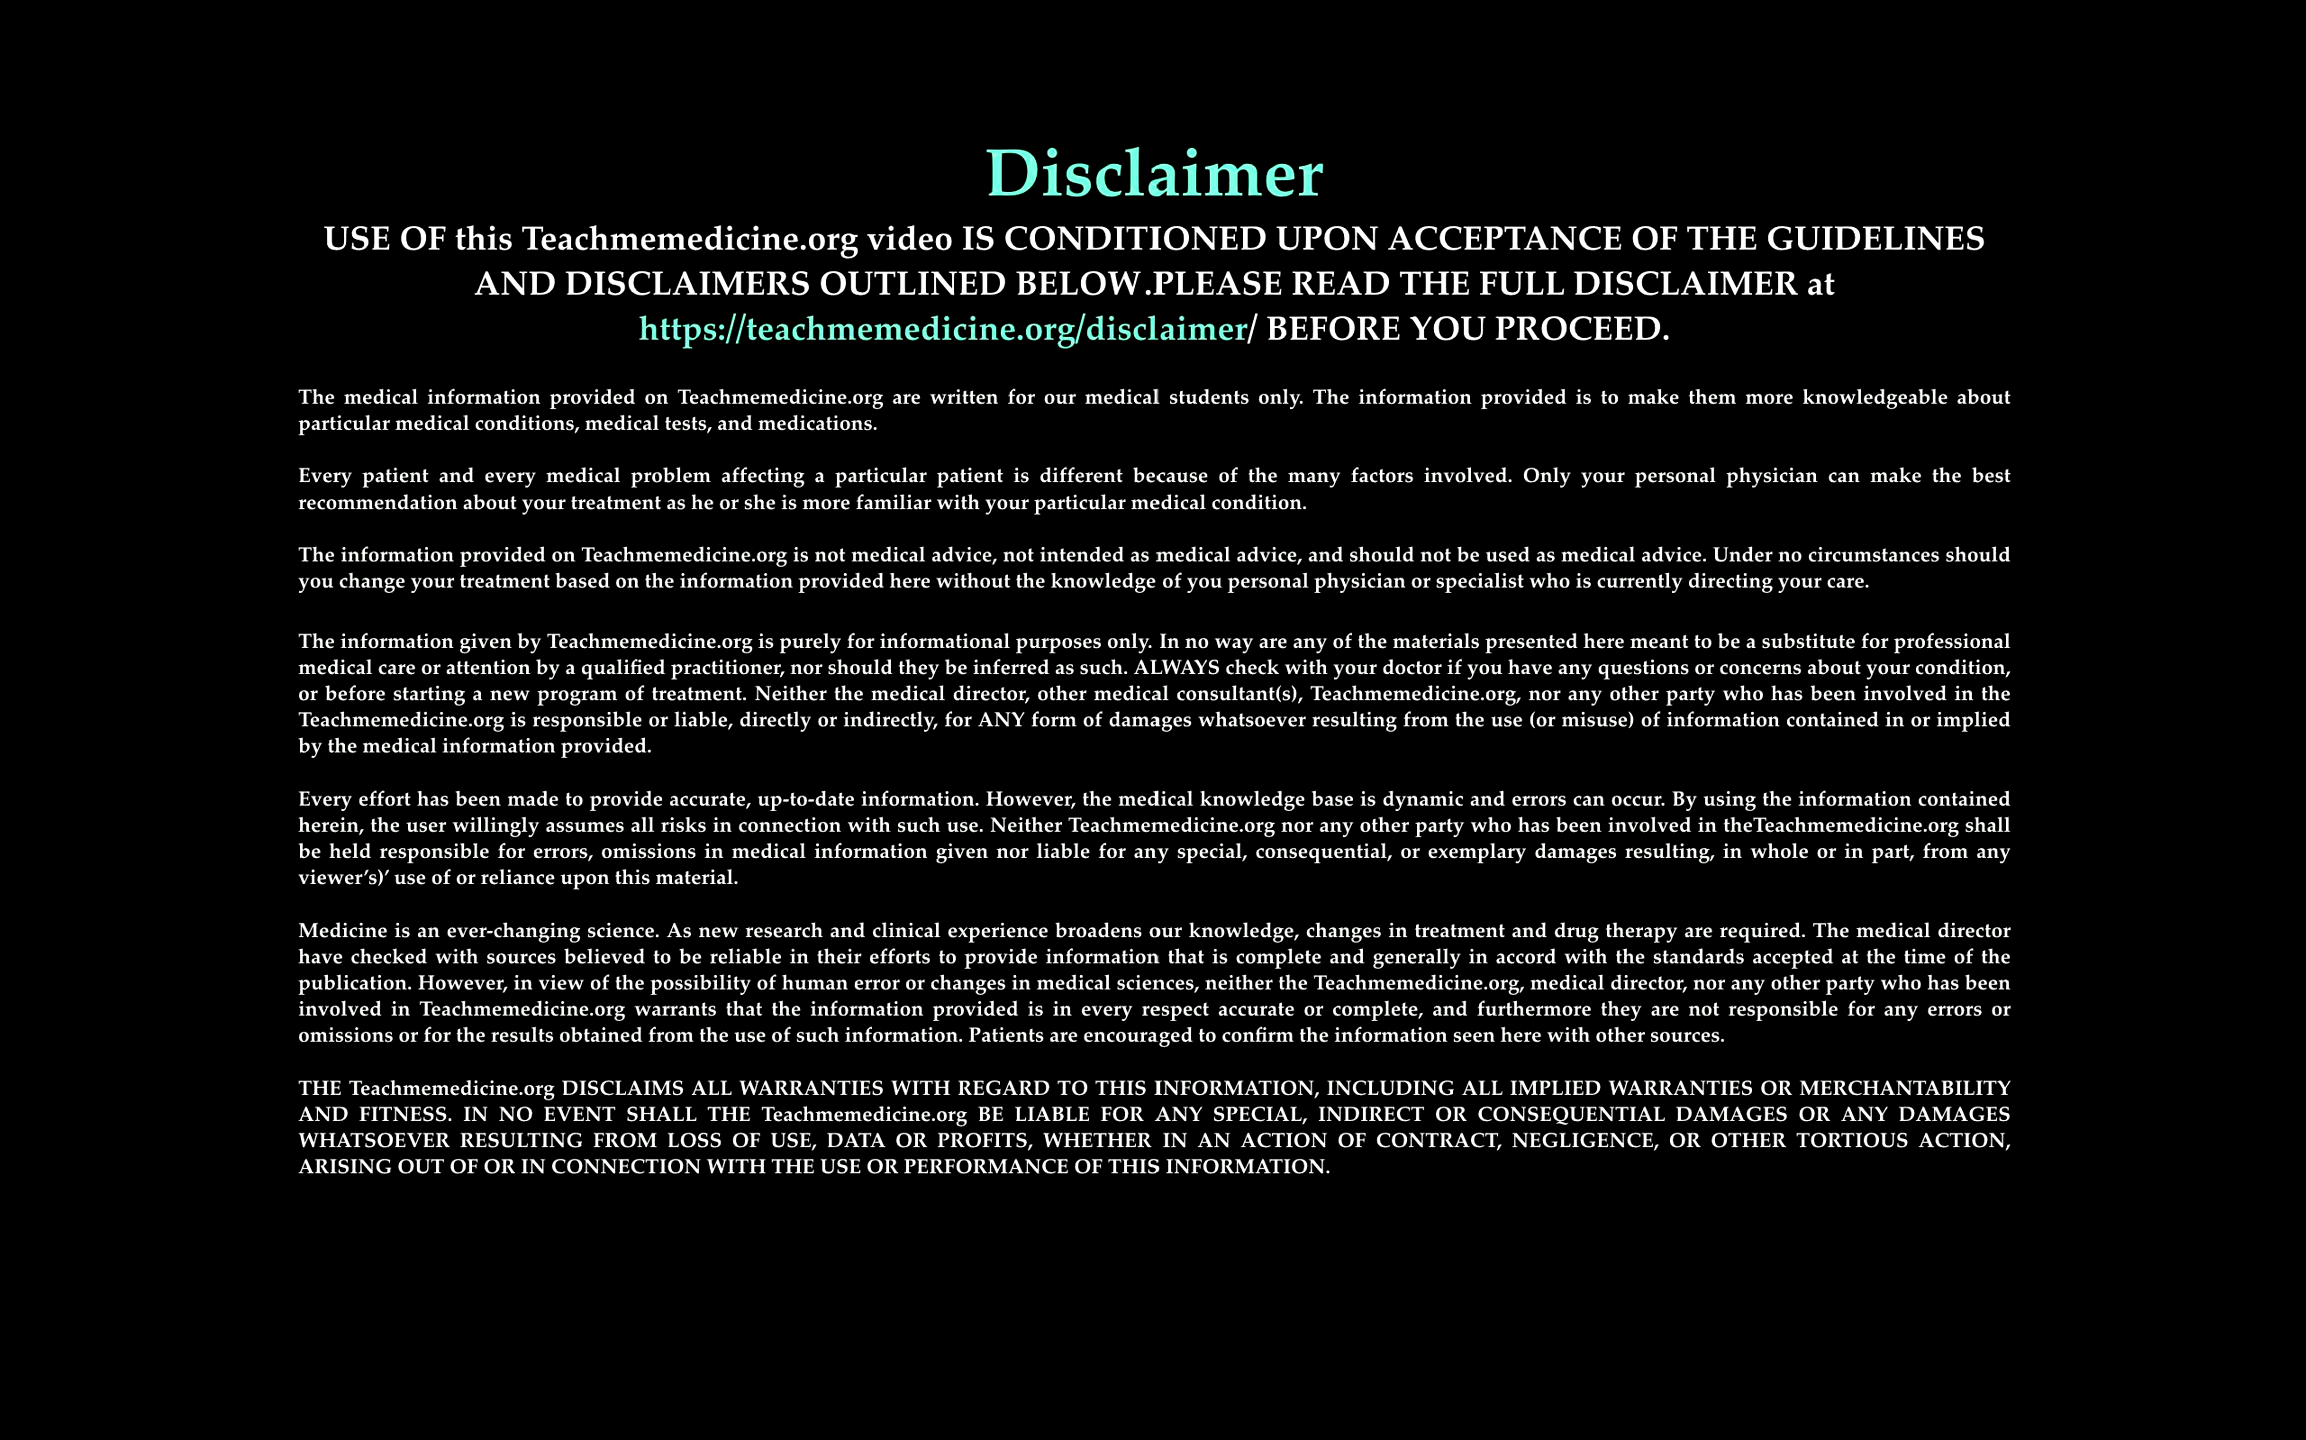 Disclaimer
USE OF this Teachmemedicine.org video IS CONDITIONED UPON ACCEPTANCE OF THE GUIDELINES
AND DISCLAIMERS OUTLINED BELOW.PLEASE READ THE FULL DISCLAIMER at
https://teachmemedicine.org/disclaimer/ BEFORE YOU PROCEED.
The medical information provided on Teachmemedicine.org are written for our medical students only. The information provided is to make them more knowledgeable about
particular medical conditions, medical tests, and medications.
Every patient and every medical problem affecting a particular patient is different because of the many factors involved. Only your personal physician can make the best
recommendation about your treatment as he or she is more familiar with your particular medical condition.
The information provided on Teachmemedicine.org is not medical advice, not intended as medical advice, and should not be used as medical advice. Under no circumstances should
you change your treatment based on the information provided here without the knowledge of you personal physician or specialist who is currently directing your care.
The information given by Teachmemedicine.org is purely for informational purposes only. In no way are any of the materials presented here meant to be a substitute for professional
medical care or attention by a qualified practitioner, nor should they be inferred as such. ALWAYS check with your doctor if you have any questions or concerns about your condition,
or before starting a new program of treatment. Neither the medical director, other medical consultant(s), Teachmemedicine.org, nor any other party who has been involved in the
Teachmemedicine.org is responsible or liable, directly or indirectly, for ANY form of damages whatsoever resulting from the use (or misuse) of information contained in or implied
by the medical information provided.
Every effort has been made to provide accurate, up-to-date information. However, the medical knowledge base is dynamic and errors can occur. By using the information contained
herein, the user willingly assumes all risks in connection with such use. Neither Teachmemedicine.org nor any other party who has been involved in theTeachmemedicine.org shall
be held responsible for errors, omissions in medical information given nor liable for any special, consequential, or exemplary damages resulting, in whole or in part, from any
viewer’s)’ use of or reliance upon this material.
Medicine is an ever-changing science. As new research and clinical experience broadens our knowledge, changes in treatment and drug therapy are required. The medical director
have checked with sources believed to be reliable in their efforts to provide information that is complete and generally in accord with the standards accepted at the time of the
publication. However, in view of the possibility of human error or changes in medical sciences, neither the Teachmemedicine.org, medical director, nor any other party who has been
involved in Teachmemedicine.org warrants that the information provided is in every respect accurate or complete, and furthermore they are not responsible for any errors or
omissions or for the results obtained from the use of such information. Patients are encouraged to confirm the information seen here with other sources.
THE Teachmemedicine.org DISCLAIMS ALL WARRANTIES WITH REGARD TO THIS INFORMATION, INCLUDING ALL IMPLIED WARRANTIES OR MERCHANTABILITY
AND FITNESS. IN NO EVENT SHALL THE Teachmemedicine.org BE LIABLE FOR ANY SPECIAL, INDIRECT OR CONSEQUENTIAL DAMAGES OR ANY DAMAGES
WHATSOEVER RESULTING FROM LOSS OF USE, DATA OR PROFITS, WHETHER IN AN ACTION OF CONTRACT, NEGLIGENCE, OR OTHER TORTIOUS ACTION,
ARISING OUT OF OR IN CONNECTION WITH THE USE OR PERFORMANCE OF THIS INFORMATION.